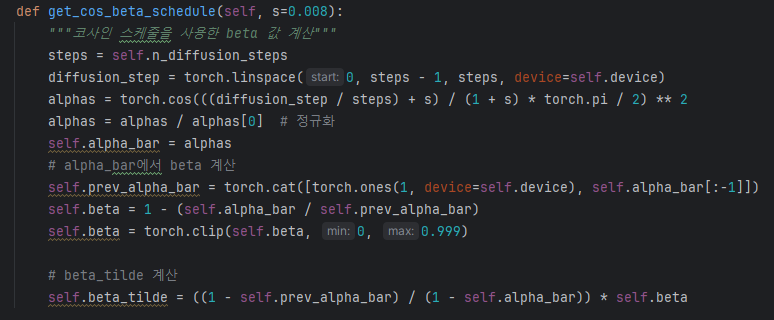 def get_cos_beta_schedule(self, s=0.008):
    """코사인 스케줄을 사용한 beta 값 계산"""
    steps = self.n_diffusion_steps
    diffusion_step = torch.linspace( start: 0, steps - 1, steps, device=self.device)
    alphas = torch.cos(((diffusion_step / steps) + s) / (1 + s) * torch.pi / 2) ** 2
    alphas = alphas / alphas[0]  # 정규화
    self.alpha_bar = alphas
    # alpha_bar에서 beta 계산
    self.prev_alpha_bar = torch.cat([torch.ones(1, device=self.device), self.alpha_bar[:-1]])
    self.beta = 1 - (self.alpha_bar / self.prev_alpha_bar)
    self.beta = torch.clip(self.beta, min: 0, max: 0.999)
    # beta_tilde 계산
    self.beta_tilde = ((1 - self.prev_alpha_bar) / (1 - self.alpha_bar)) * self.beta